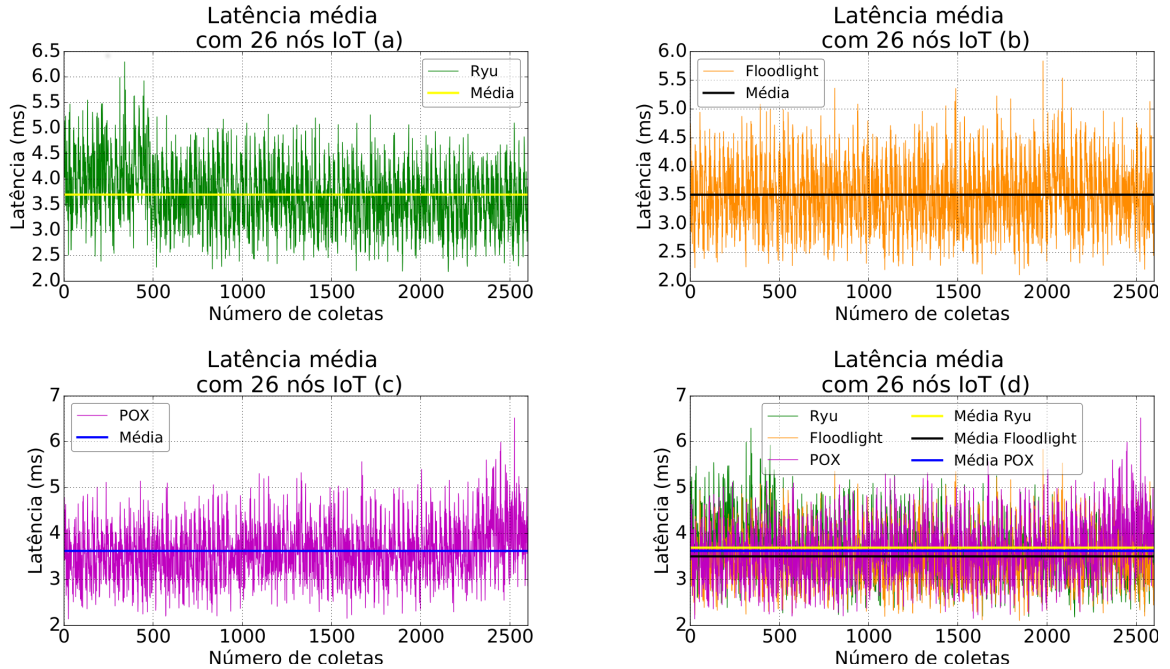 Latência média
com 26 nós IoT (a)
6.5
6.0
5.5
5.0
4.5
4.0
3.5
3.0
2.5
2.0
Latência (ms)
Ryu
Média
0 500 1000 1500 2000 2500
Número de coletas
Latência média
com 26 nós IoT (b)
6.0
5.5
5.0
4.5
4.0
3.5
3.0
2.5
2.0
Latência (ms)
Floodlight
Média
0 500 1000 1500 2000 2500
Número de coletas
Latência média
com 26 nós IoT (c)
7
6
5
4
3
2
Latência (ms)
POX
Média
0 500 1000 1500 2000 2500
Número de coletas
Latência média
com 26 nós IoT (d)
7
6
5
4
3
2
Latência (ms)
Ryu Média Ryu
Floodlight Média Floodlight
POX Média POX
0 500 1000 1500 2000 2500
Número de coletas